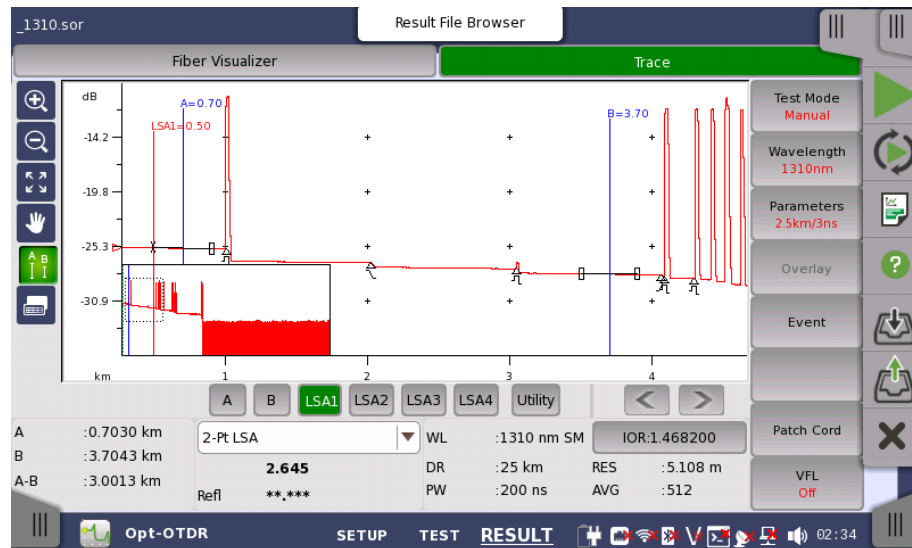 _1310.sor
Result File Browser
Fiber Visualizer
Trace
dB
A=0.70
LSA1=0.50
B=3.70
-14.2
-19.8
-25.3
-30.9
km
1
2
3
4
Test Mode
Manual
Wavelength
1310nm
Parameters
2.5km/3ns
Overlay
Event
Patch Cord
VFL
Off
A B
A
B
LSA1
LSA2
LSA3
LSA4
Utility
A :0.7030 km
B :3.7043 km
A-B :3.0013 km
2-Pt LSA
2.645
Refl **.***
WL :1310 nm SM
IOR:1.468200
DR :25 km
RES :5.108 m
PW :200 ns
AVG :512
Opt-OTDR
SETUP
TEST
RESULT
02:34